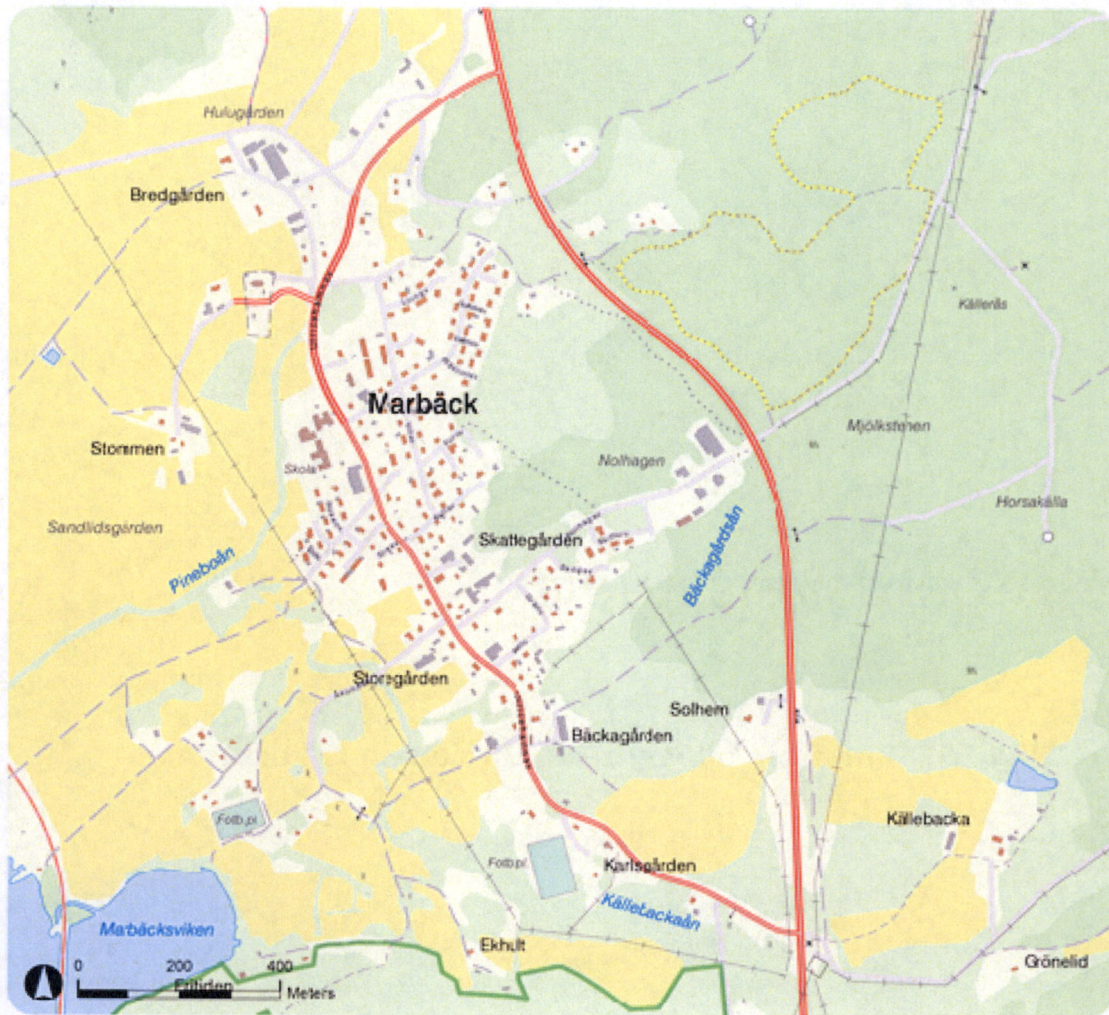 Hulugården
Bredgården
Källerås
Marbäck
Mjölkstenen
Stommen
Skola
Nolhagen
Horsakälla
Sandlidsgården
Skattegården
Pineboån
Bäckagårdsån
Storegården
Solhem
Bäckagården
Fotb.pl
Källebacka
Fotb.pl
Karlsgården
Källebackaån
Marbäcksviken
Ekhult
Grönelid
0 200 400
Meters